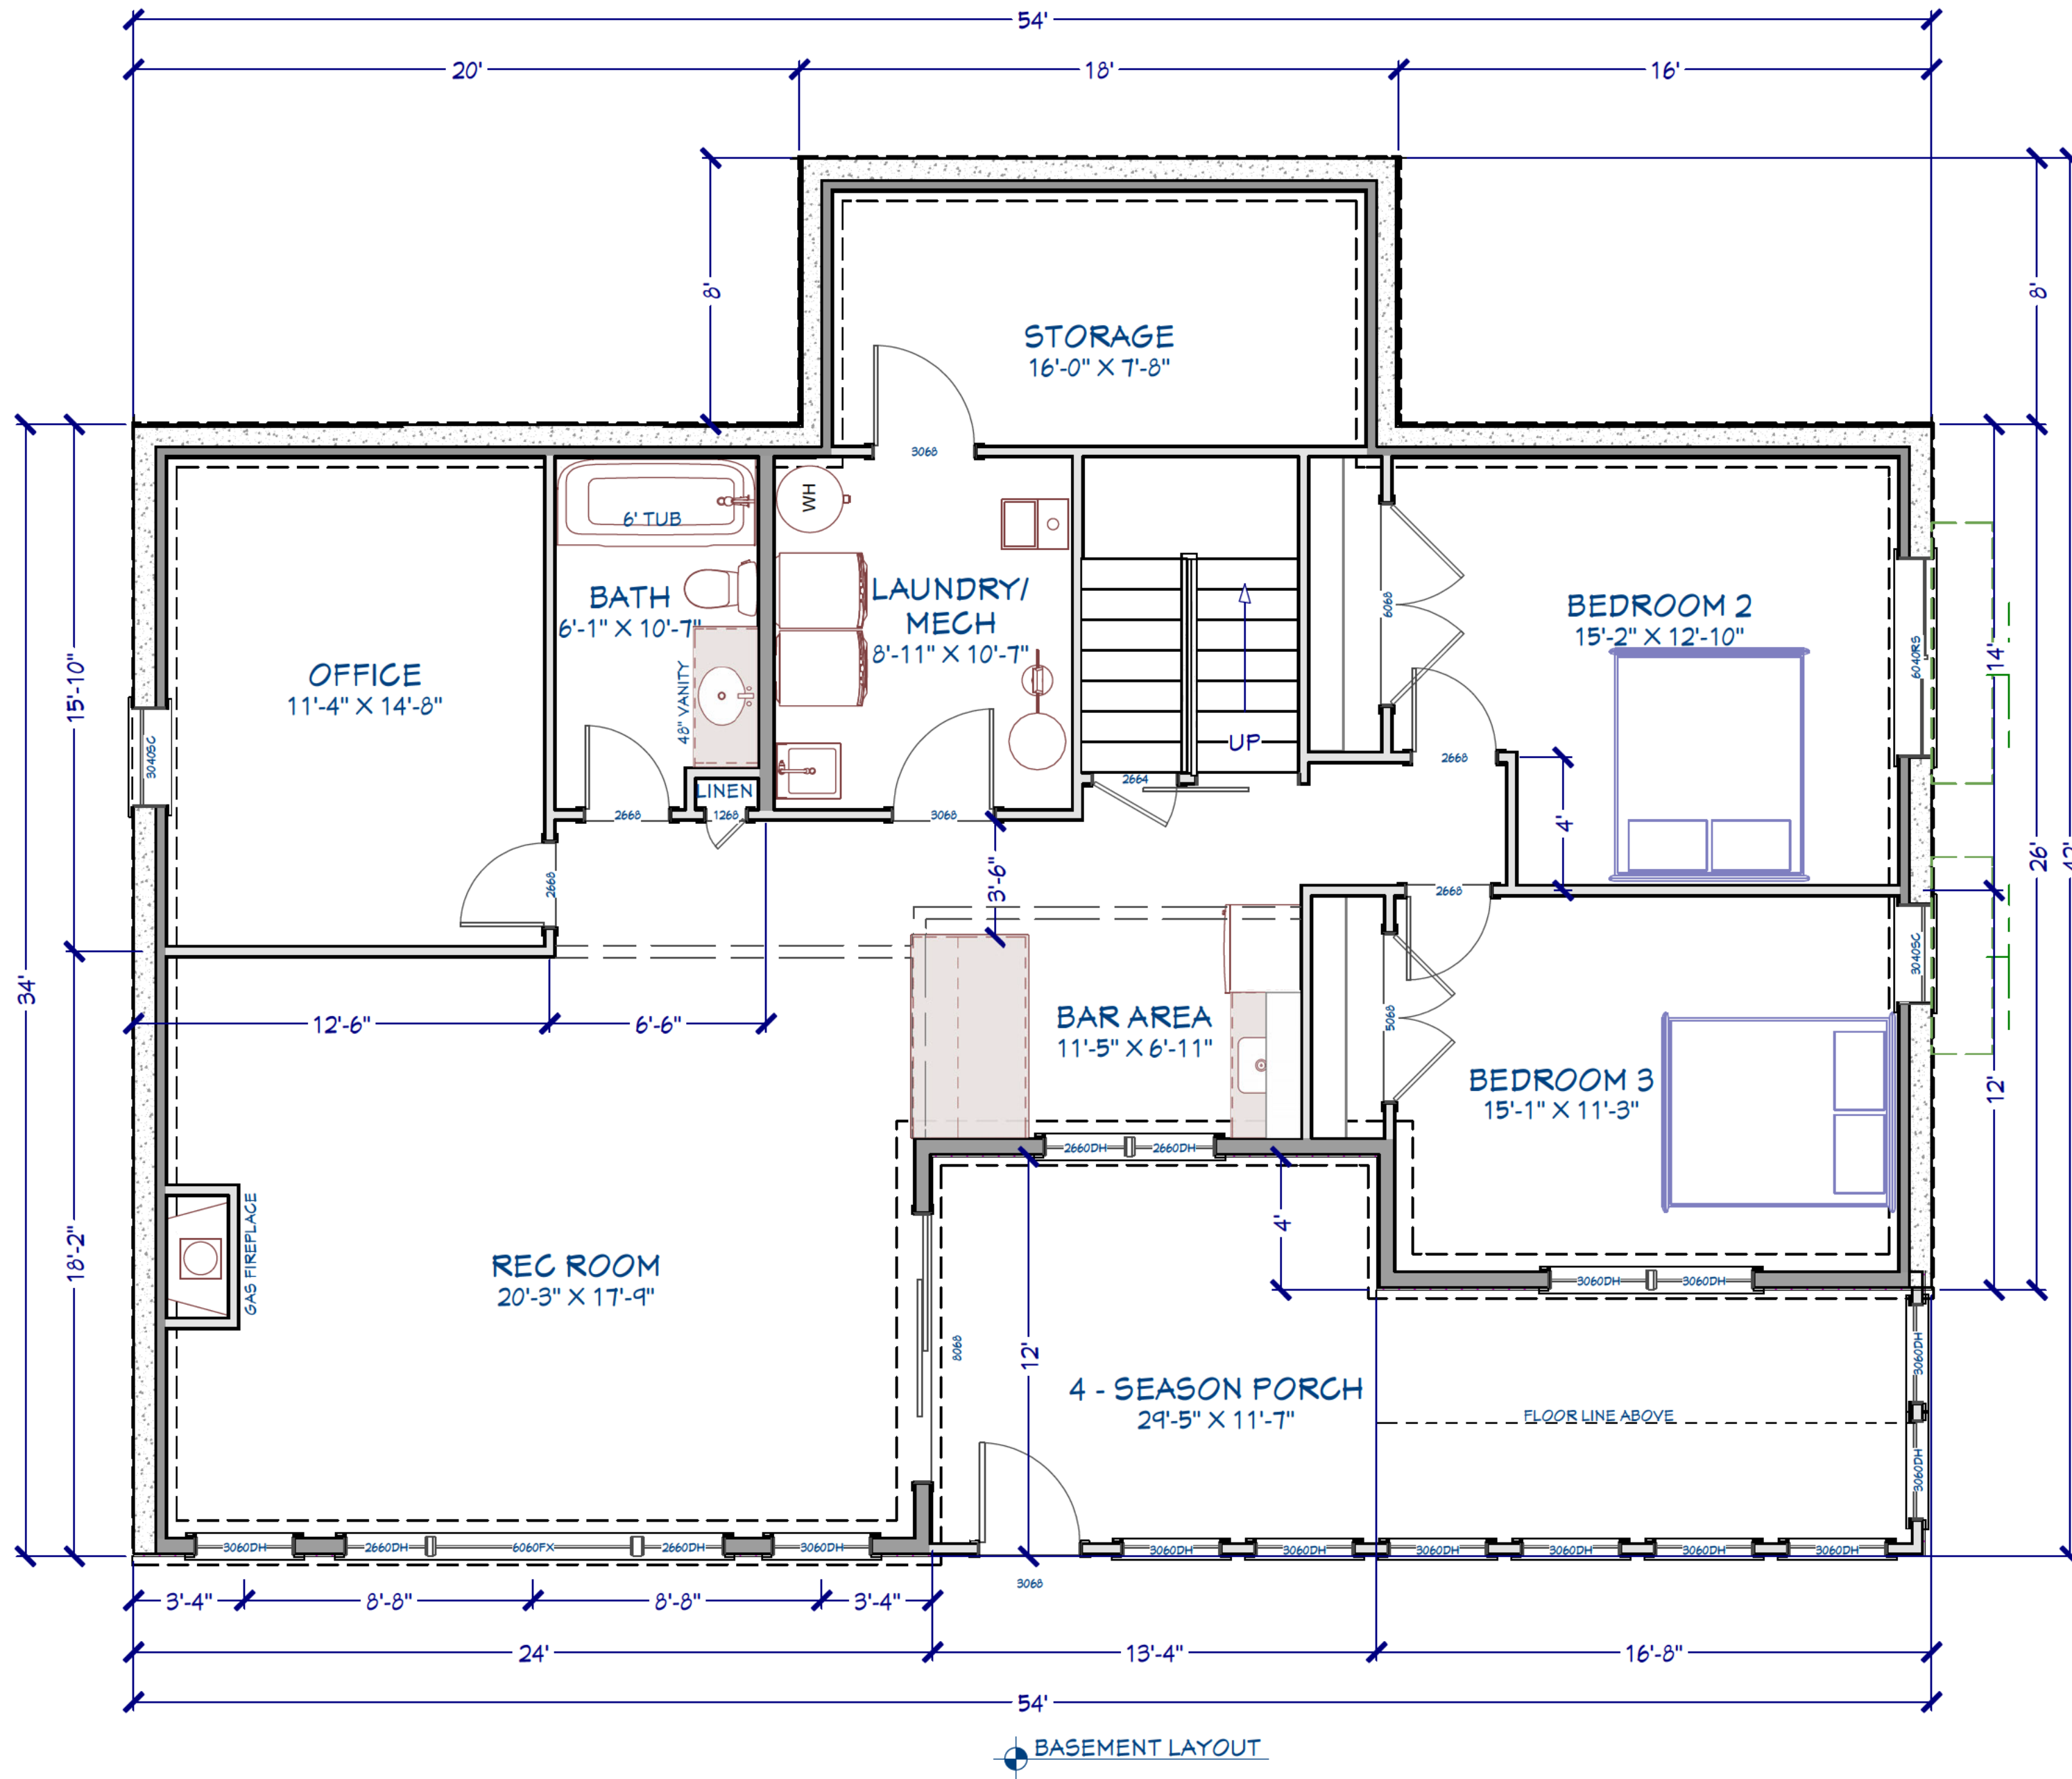 54'
20'
18'
16'
8'
8'
STORAGE
16'-0" X 7'-8"
3068
6' TUB
WH
BATH
6'-1" X 10'-7"
LAUNDRY/
MECH
8'-11" X 10'-7"
6068
BEDROOM 2
15'-2" X 12'-10"
6040RS
14'
OFFICE
11'-4" X 14'-8"
15'-10"
48" VANITY
3040SC
UP
2668
2664
LINEN
2668
1268
3068
4'
3'-6"
2668
2668
26'
42'
34'
3040SC
12'-6"
6'-6"
BAR AREA
11'-5" X 6'-11"
5068
BEDROOM 3
15'-1" X 11'-3"
12'
2660DH
2660DH
GAS FIREPLACE
18'-2"
4'
REC ROOM
20'-3" X 17'-9"
3060DH
3060DH
8068
12'
3060DH
4 - SEASON PORCH
29'-5" X 11'-7"
FLOOR LINE ABOVE
3060DH
3060DH
2660DH
6060FX
2660DH
3060DH
3060DH
3060DH
3060DH
3060DH
3060DH
3060DH
3068
3'-4"
8'-8"
8'-8"
3'-4"
24'
13'-4"
16'-8"
54'
BASEMENT LAYOUT